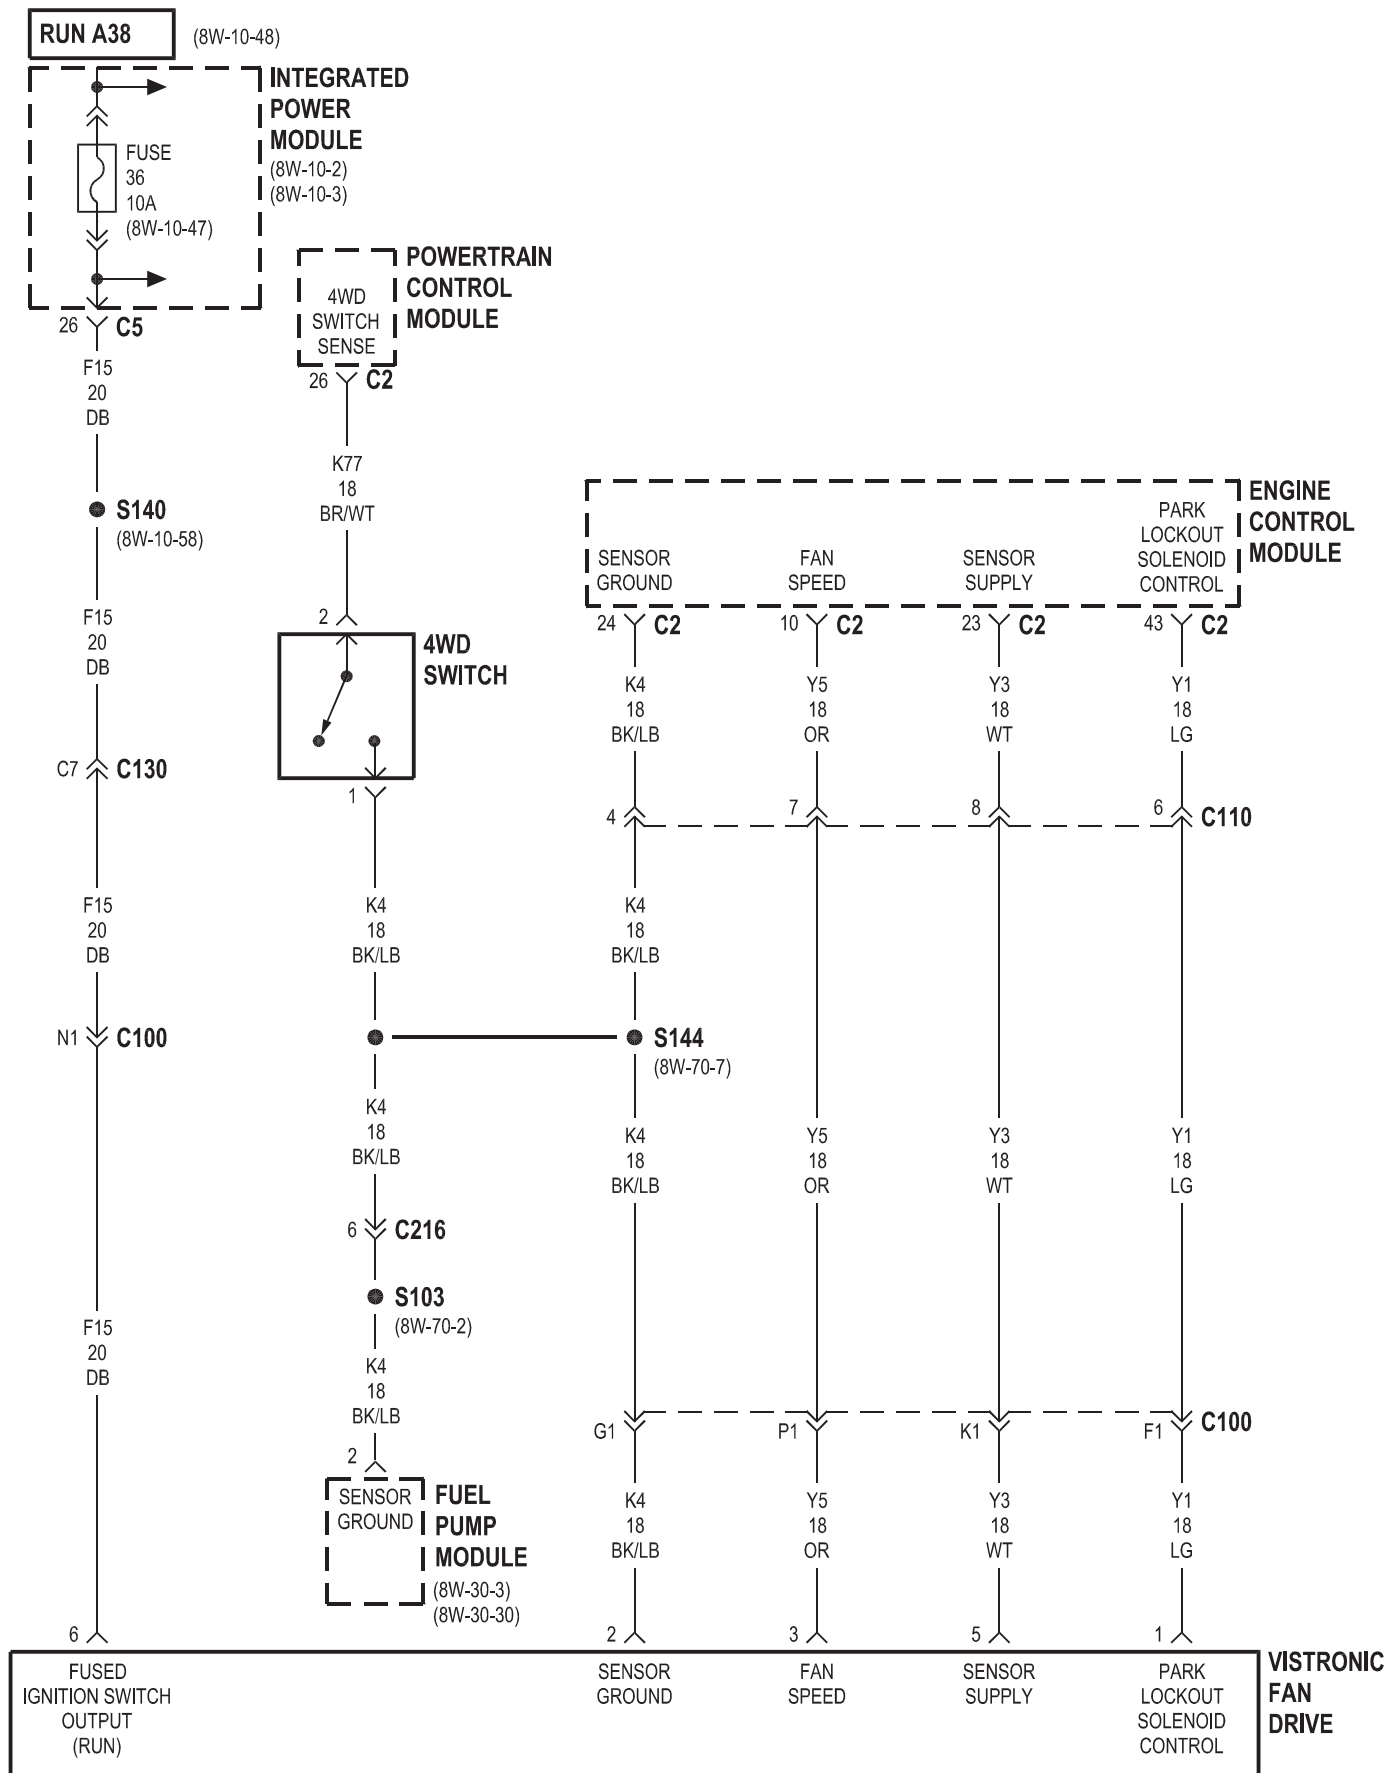 RUN A38
(8W-10-48)
INTEGRATED
POWER
MODULE
(8W-10-2)
(8W-10-3)
FUSE
36
10A
(8W-10-47)
26
C5
POWERTRAIN
CONTROL
MODULE
4WD
SWITCH
SENSE
26
C2
F15
20
DB
K77
18
BR/WT
S140
(8W-10-58)
F15
20
DB
2
4WD
SWITCH
1
C7
C130
F15
20
DB
N1
C100
F15
20
DB
ENGINE
CONTROL
MODULE
SENSOR
GROUND
FAN
SPEED
SENSOR
SUPPLY
PARK
LOCKOUT
SOLENOID
CONTROL
24
C2
10
C2
23
C2
43
C2
K4
18
BK/LB
Y5
18
OR
Y3
18
WT
Y1
18
LG
4
7
8
6
C110
K4
18
BK/LB
K4
18
BK/LB
S144
(8W-70-7)
K4
18
BK/LB
K4
18
BK/LB
Y5
18
OR
Y3
18
WT
Y1
18
LG
6
C216
S103
(8W-70-2)
K4
18
BK/LB
2
SENSOR
GROUND
FUEL
PUMP
MODULE
(8W-30-3)
(8W-30-30)
G1
P1
K1
F1
C100
K4
18
BK/LB
Y5
18
OR
Y3
18
WT
Y1
18
LG
6
2
3
5
1
FUSED
IGNITION SWITCH
OUTPUT
(RUN)
SENSOR
GROUND
FAN
SPEED
SENSOR
SUPPLY
PARK
LOCKOUT
SOLENOID
CONTROL
VISTRONIC
FAN
DRIVE